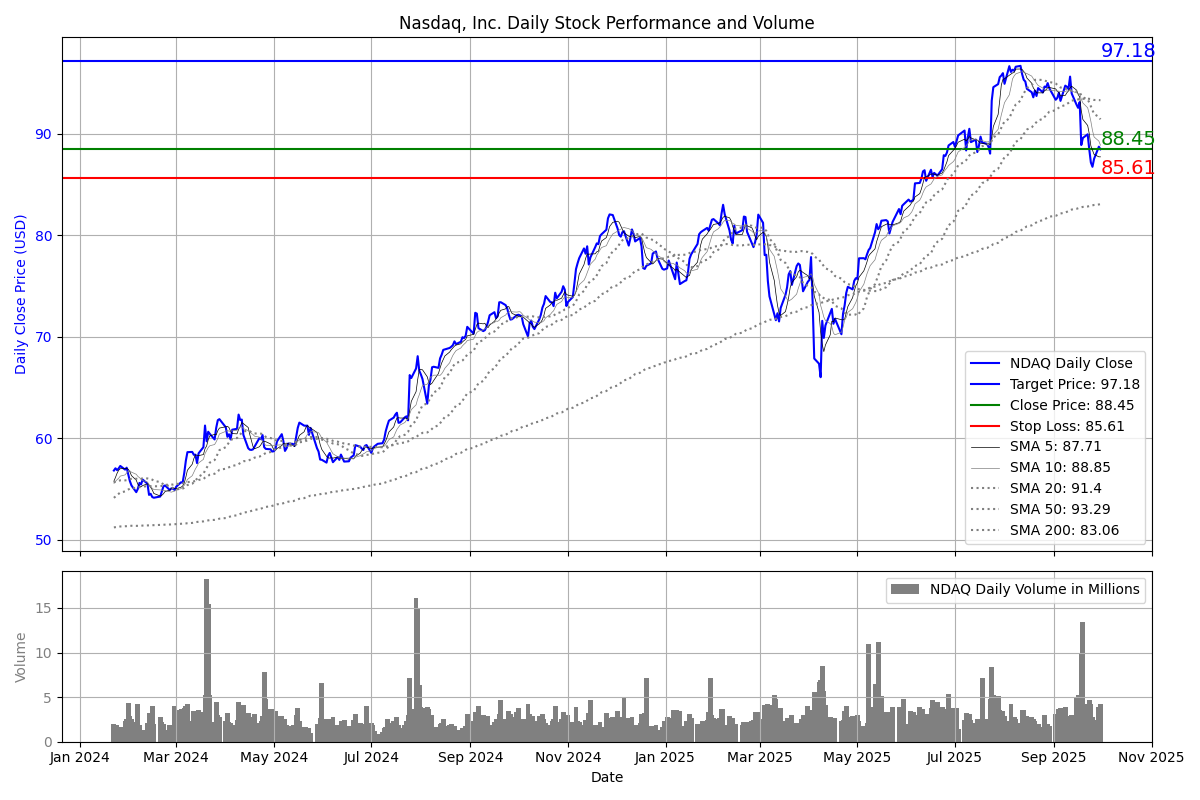 Nasdaq, Inc. Daily Stock Performance and Volume
97.18
88.45
85.61
Daily Close Price (USD)
90
80
70
60
50
NDAQ Daily Close
Target Price: 97.18
Close Price: 88.45
Stop Loss: 85.61
SMA 5: 87.71
SMA 10: 88.85
SMA 20: 91.4
SMA 50: 93.29
SMA 200: 83.06
NDAQ Daily Volume in Millions
Volume
15
10
5
0
Jan 2024 Mar 2024 May 2024 Jul 2024 Sep 2024 Nov 2024 Jan 2025 Mar 2025 May 2025 Jul 2025 Sep 2025 Nov 2025
Date